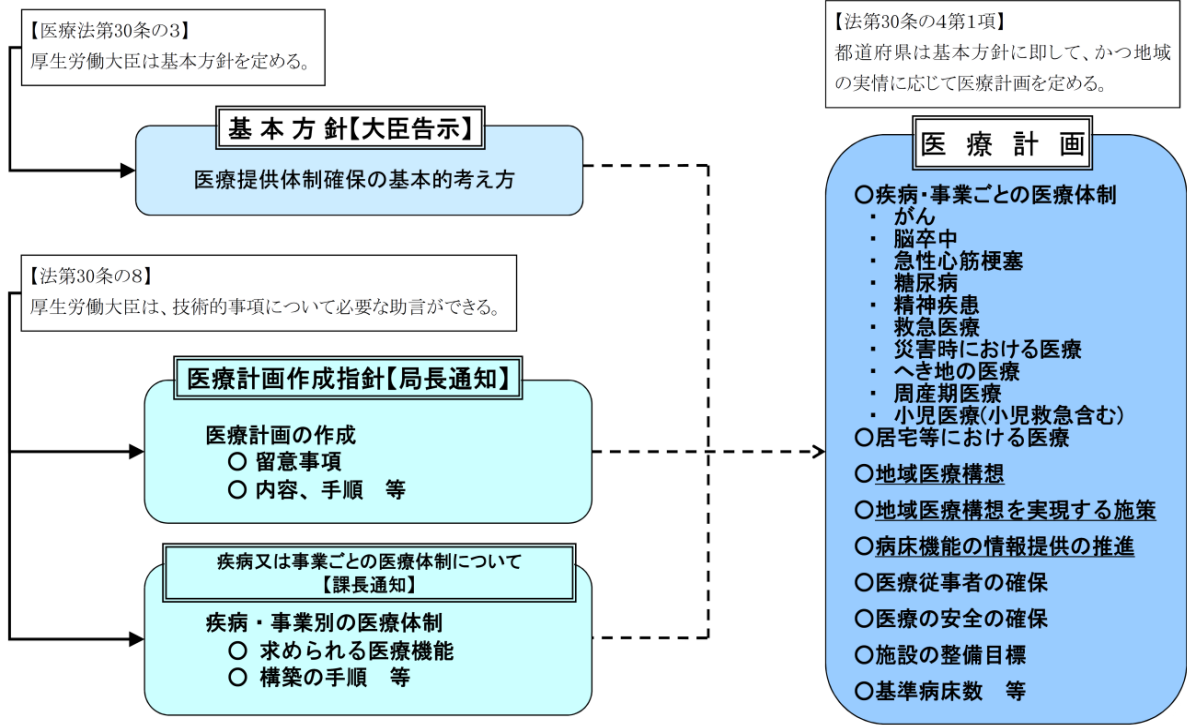 【医療法第30条の3】
厚生労働大臣は基本方針を定める。
基 本 方 針【大臣告示】
医療提供体制確保の基本的考え方
【法第30条の8】
厚生労働大臣は、技術的事項について必要な助言ができる。
医療計画作成指針【局長通知】
医療計画の作成
○ 留意事項
○ 内容、手順　等
疾病又は事業ごとの医療体制について
【課長通知】
疾病・事業別の医療体制
○ 求められる医療機能
○ 構築の手順　等
【法第30条の4第1項】
都道府県は基本方針に即して、かつ地域
の実情に応じて医療計画を定める。
医 療 計 画
○疾病・事業ごとの医療体制
・ がん
・ 脳卒中
・ 急性心筋梗塞
・ 糖尿病
・ 精神疾患
・ 救急医療
・ 災害時における医療
・ へき地の医療
・ 周産期医療
・ 小児医療(小児救急含む)
○居宅等における医療
○地域医療構想
○地域医療構想を実現する施策
○病床機能の情報提供の推進
○医療従事者の確保
○医療の安全の確保
○施設の整備目標
○基準病床数　等